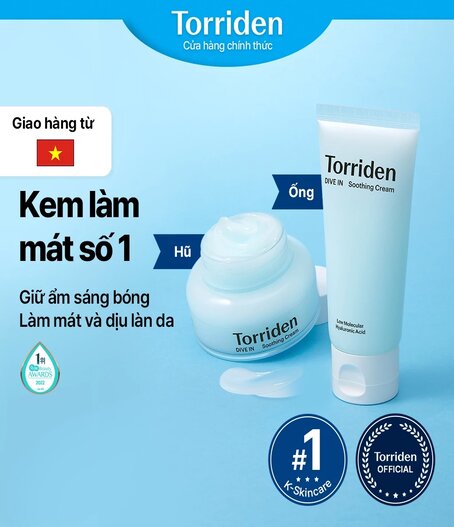 Torriden
Cửa hàng chính thức
Giao hàng từ
Kem làm
mát số 1
Giữ ẩm sáng bóng
Làm mát và dịu làn da
Hũ
Ống
Torriden
DIVE IN Soothing Cream
Low Molecular
Hyaluronic Acid
Torriden
DIVE IN Soothing Cream
AWARDS
#1
K-Skincare
Torriden
OFFICIAL